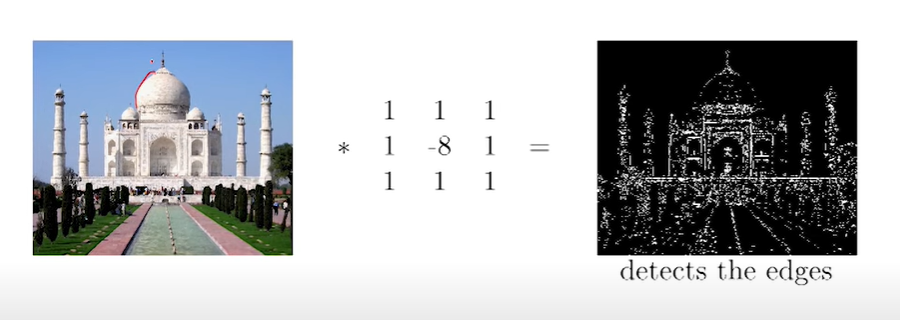 1 1 1
* 1 -8 1 =
1 1 1
detects the edges